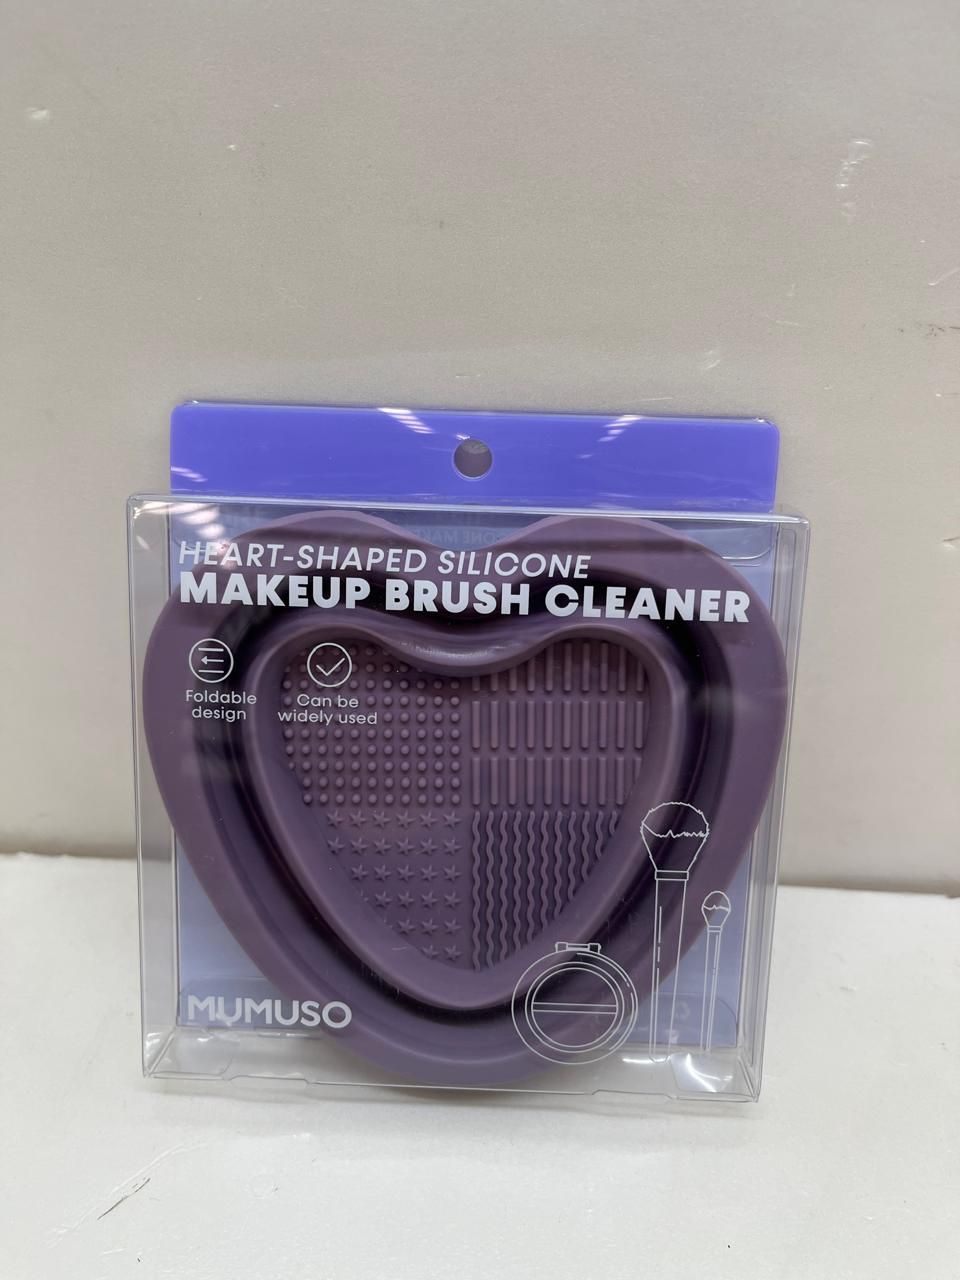 HEART-SHAPED SILICONE
MAKEUP BRUSH CLEANER
Foldable
design
Can be
widely used
MUMUSO